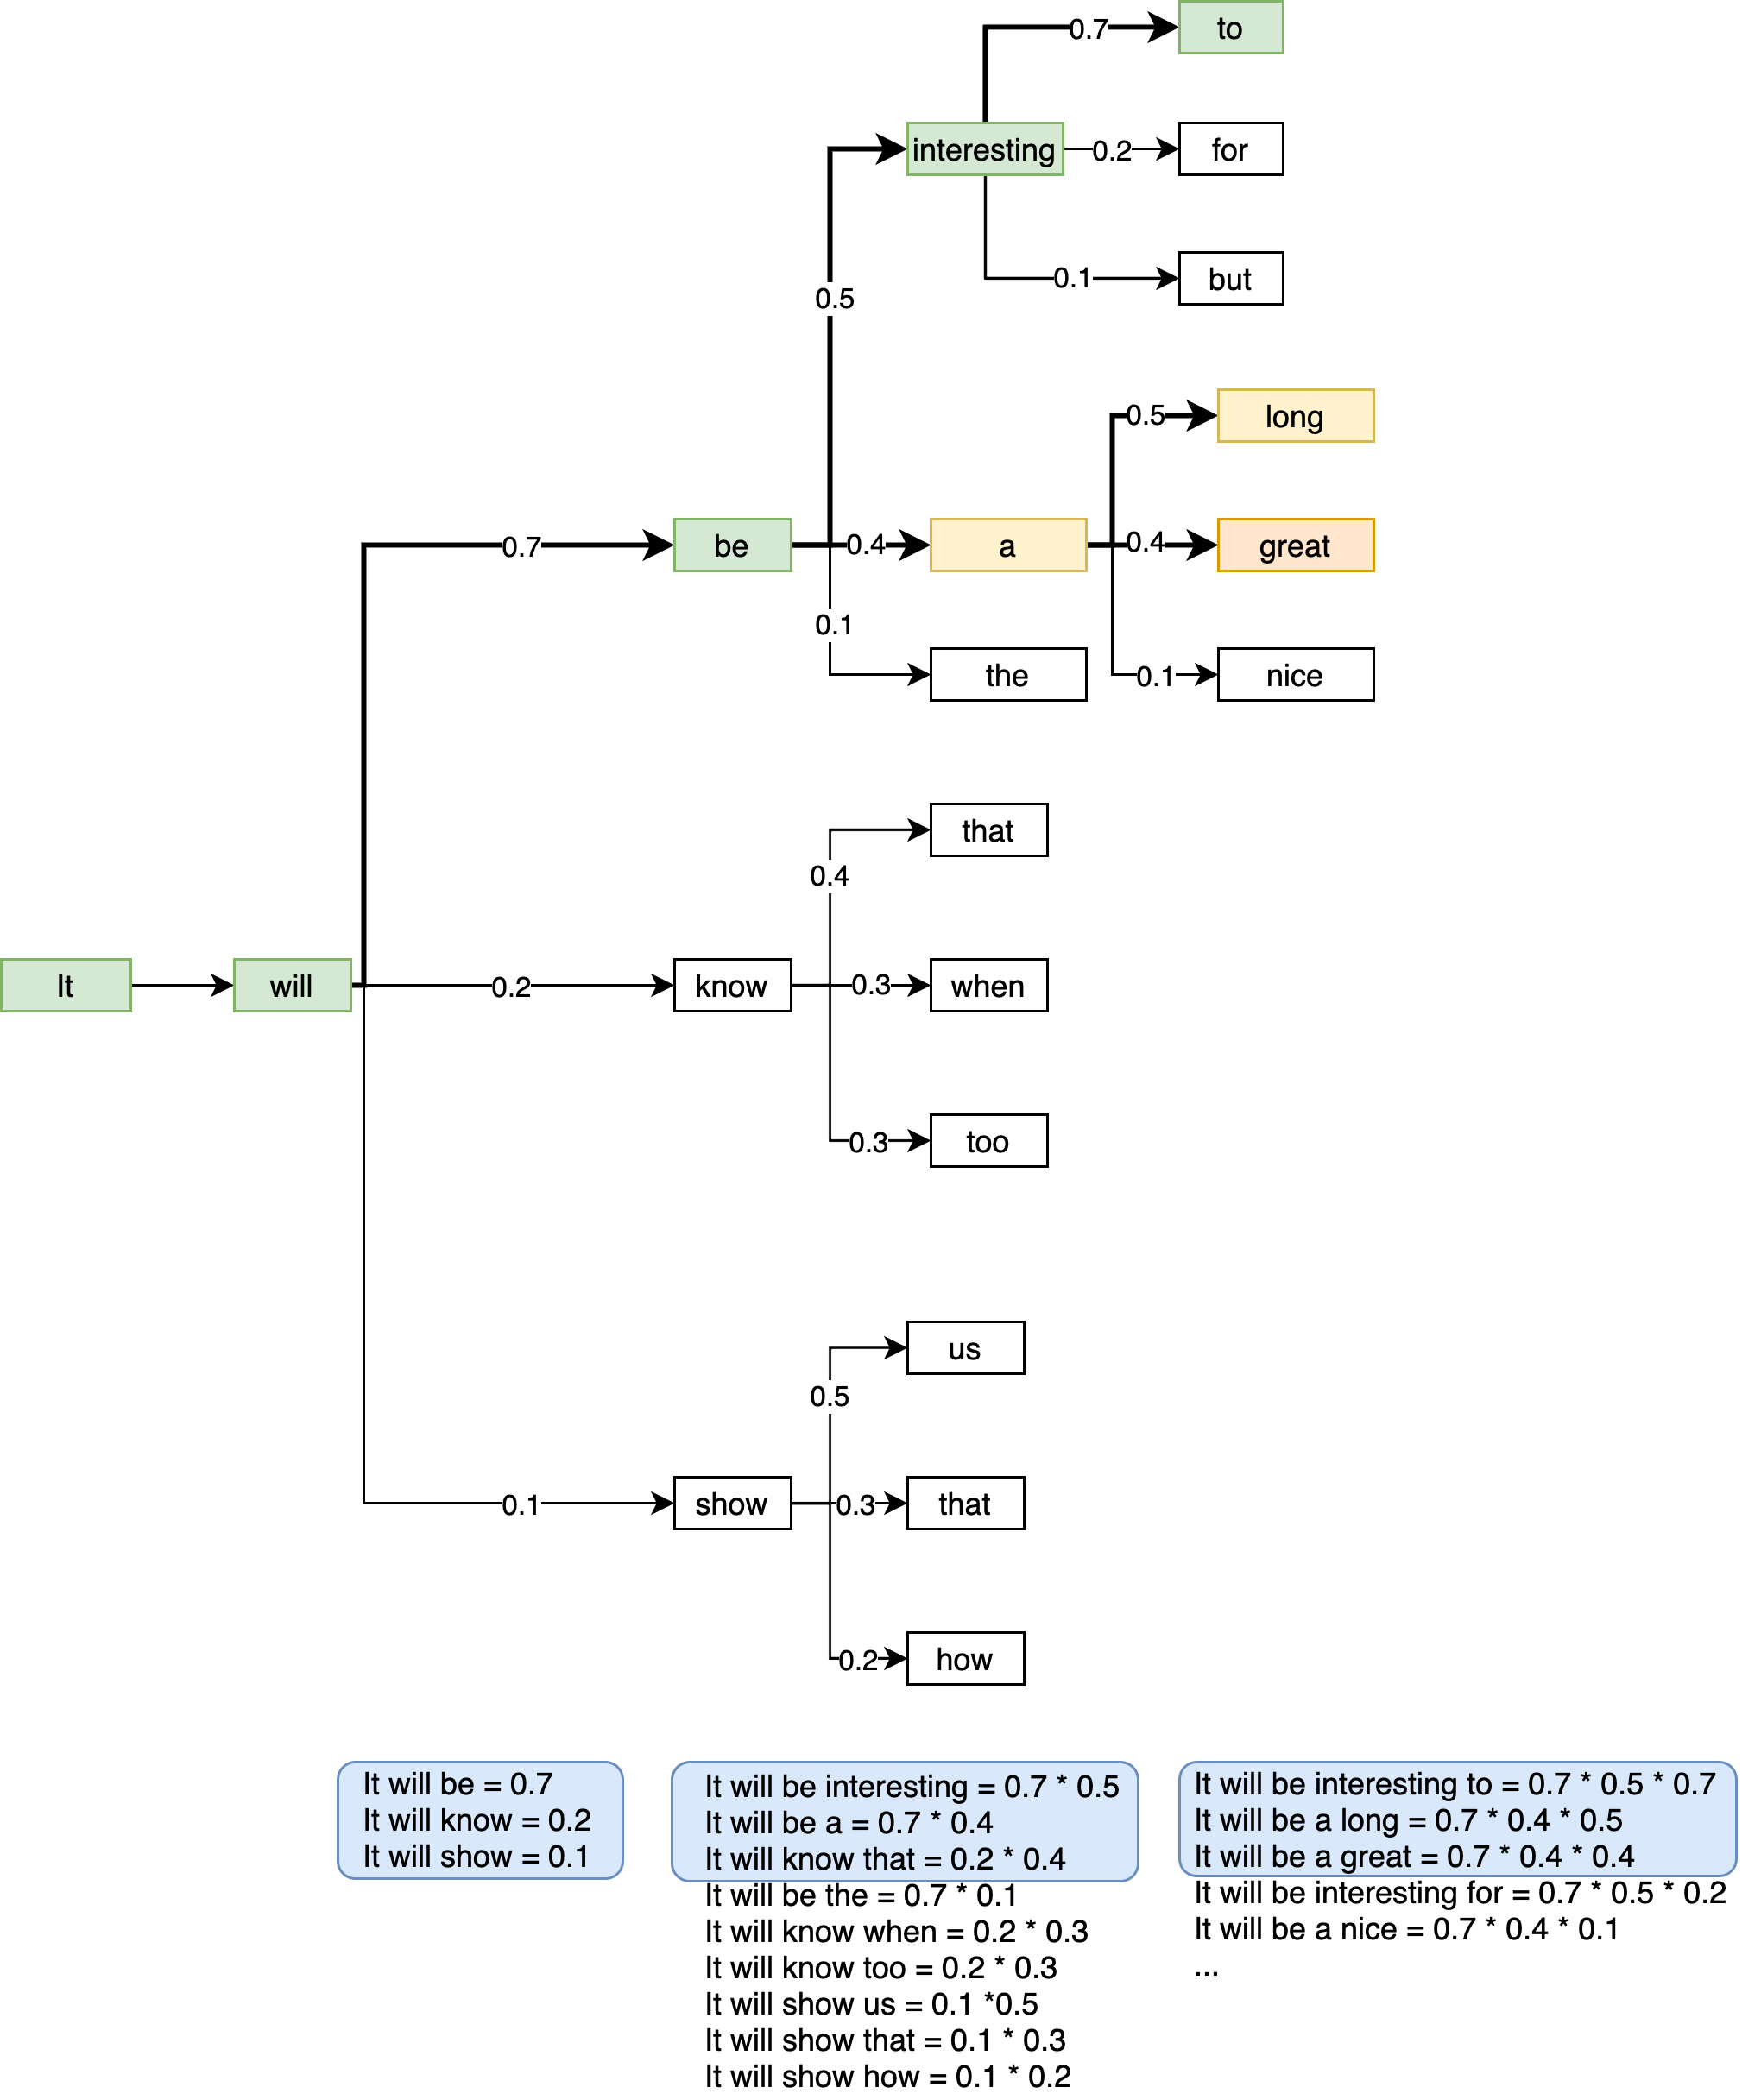 0.7
to
interesting
0.2
for
0.1
but
0.5
0.5
long
0.7
be
0.4
a
0.4
great
0.1
the
0.1
nice
that
0.4
It
will
0.2
know
0.3
when
0.3
too
us
0.5
0.1
show
0.3
that
0.2
how
It will be = 0.7
It will know = 0.2
It will show = 0.1
It will be interesting = 0.7 * 0.5
It will be a = 0.7 * 0.4
It will know that = 0.2 * 0.4
It will be the = 0.7 * 0.1
It will know when = 0.2 * 0.3
It will know too = 0.2 * 0.3
It will show us = 0.1 *0.5
It will show that = 0.1 * 0.3
It will show how = 0.1 * 0.2
It will be interesting to = 0.7 * 0.5 * 0.7
It will be a long = 0.7 * 0.4 * 0.5
It will be a great = 0.7 * 0.4 * 0.4
It will be interesting for = 0.7 * 0.5 * 0.2
It will be a nice = 0.7 * 0.4 * 0.1
...